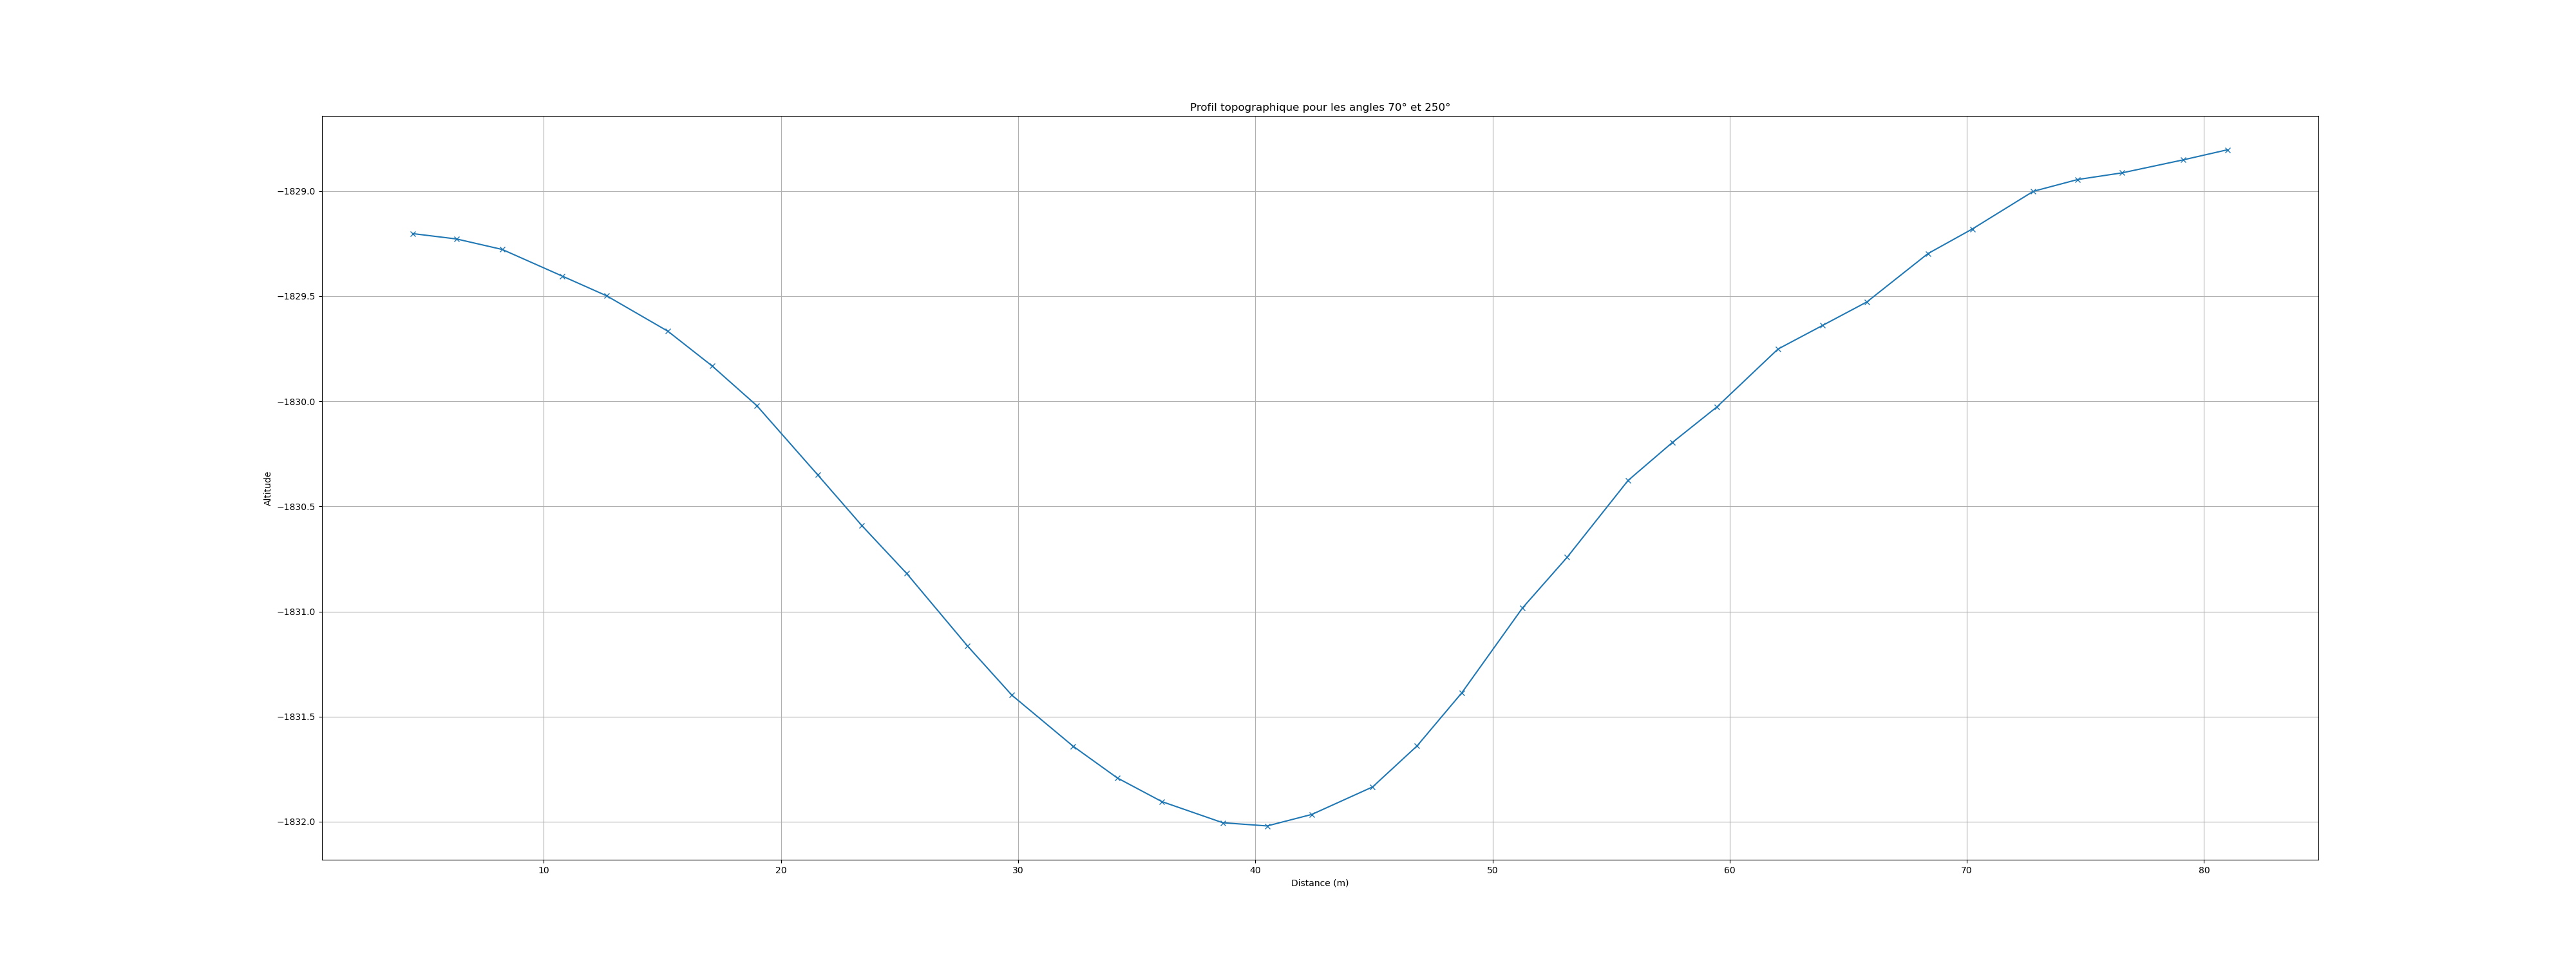 Profil topographique pour les angles 70° et 250°
Altitude
−1829.0
−1829.5
−1830.0
−1830.5
−1831.0
−1831.5
−1832.0
10 20 30 40 50 60 70 80
Distance (m)